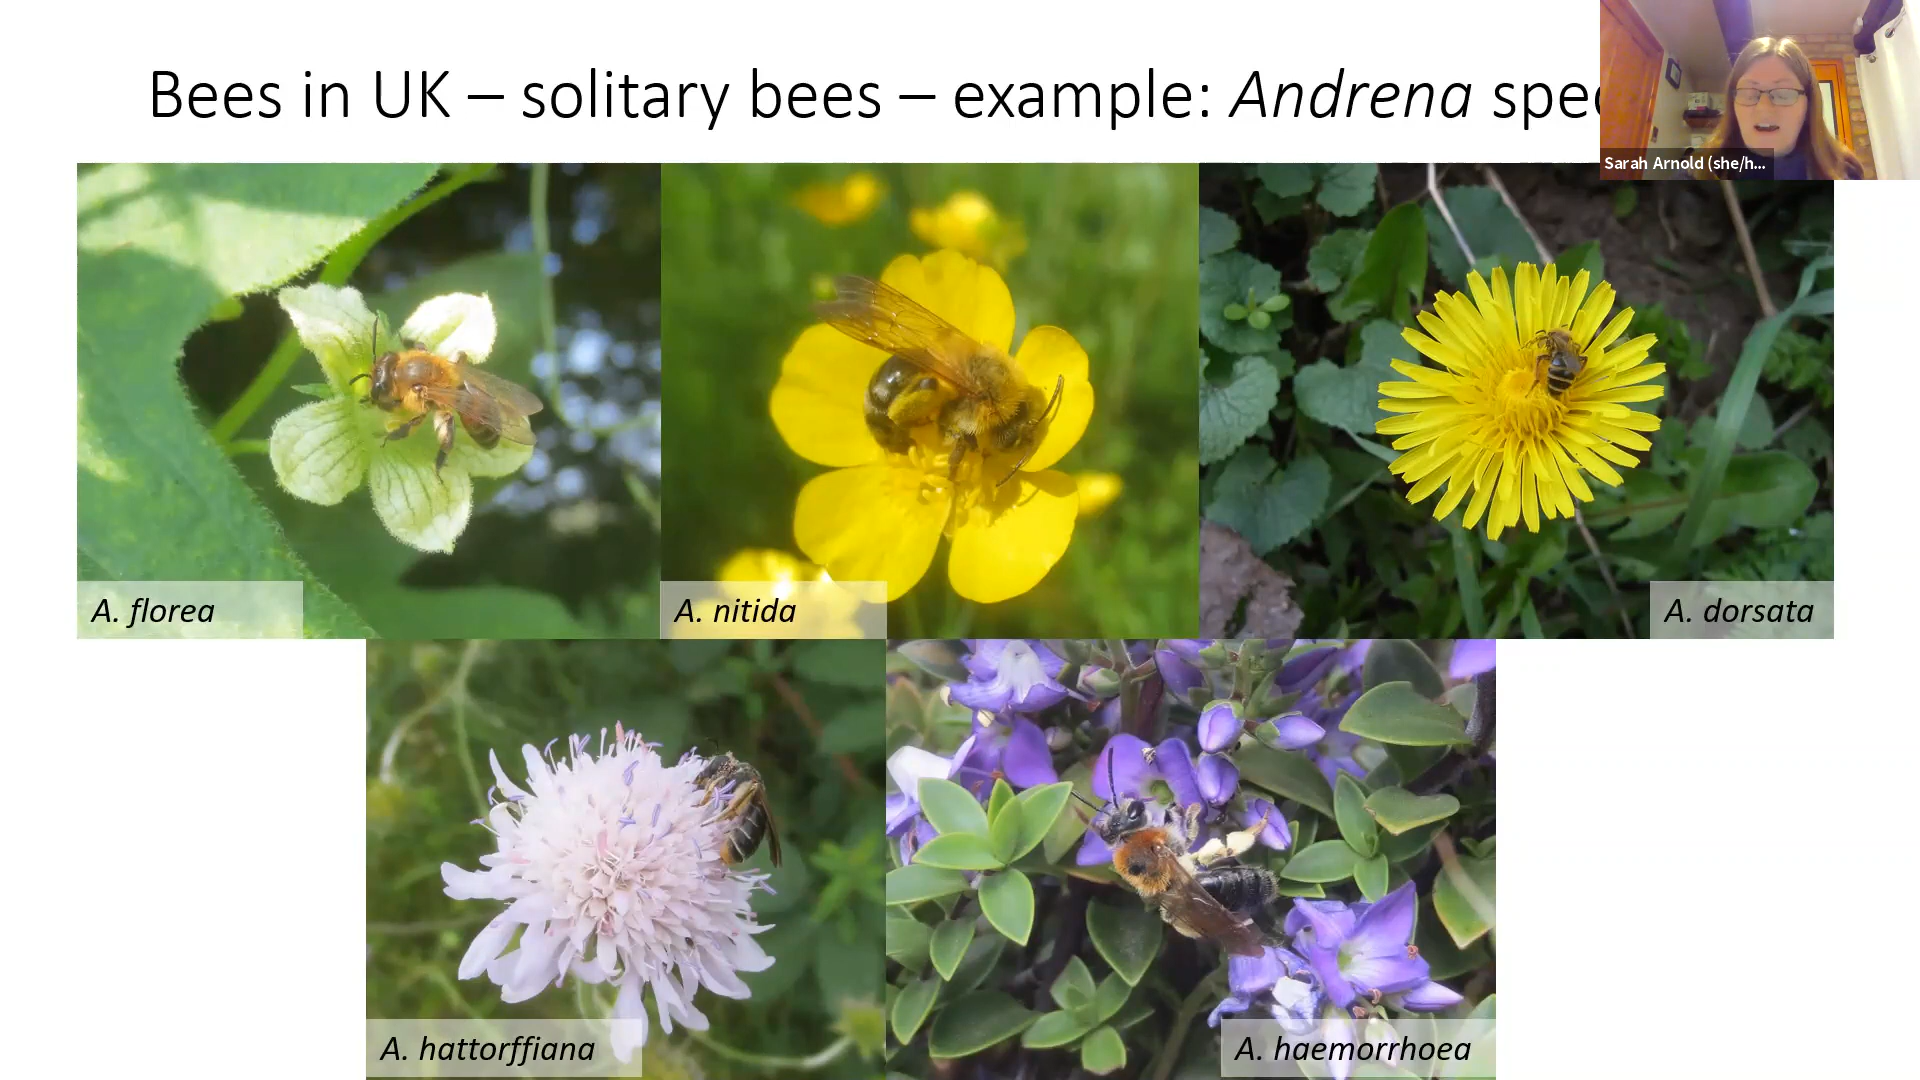 Bees in UK – solitary bees – example: Andrena spec
Sarah Arnold (she/h...
A. florea
A. nitida
A. dorsata
A. hattorffiana
A. haemorrhoea